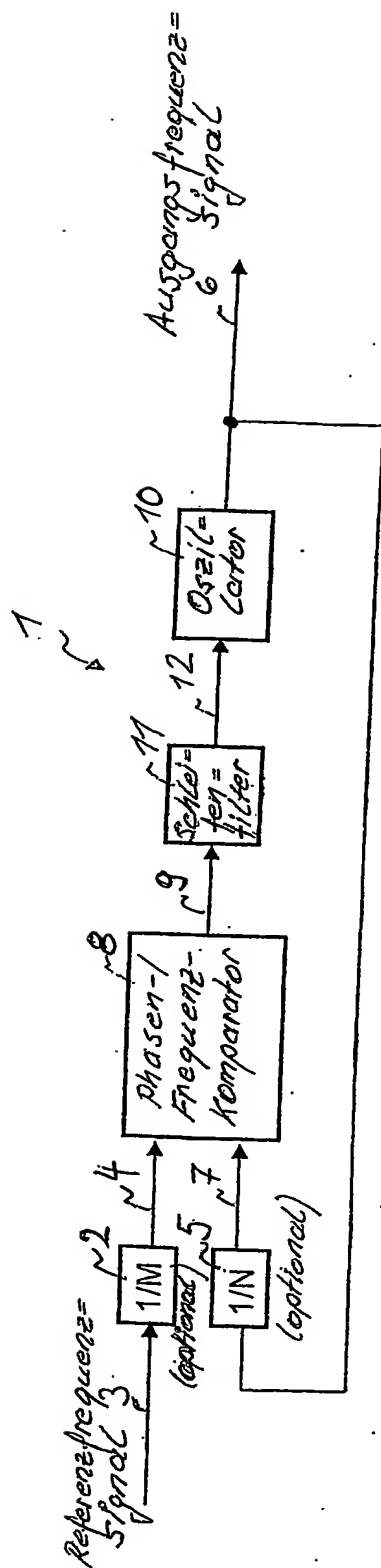 1
Referenzfrequenz=
signal 3
~2
1/M
(optional)
~4
~5
1/N
(optional)
~7
~8
Phasen-/
Frequenz-
komparator
~9
~11
Schlei=
fen=
filter
~12
~10
Oszil=
lator
Ausgangsfrequenz=
signal
6